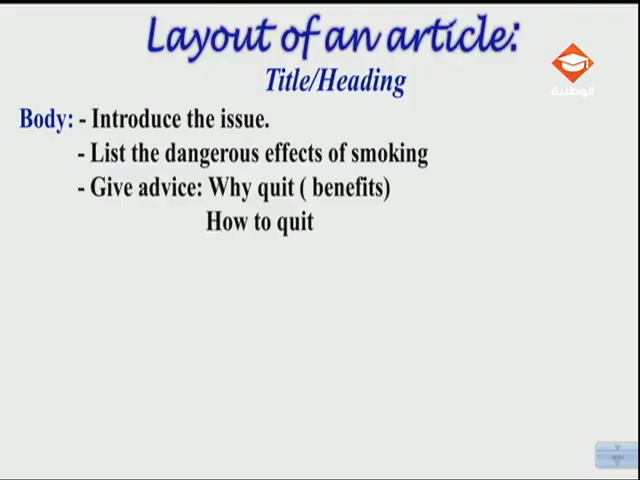 Layout of an article:
الوطنية
Title/Heading
Body: - Introduce the issue.
- List the dangerous effects of smoking
- Give advice: Why quit ( benefits)
How to quit